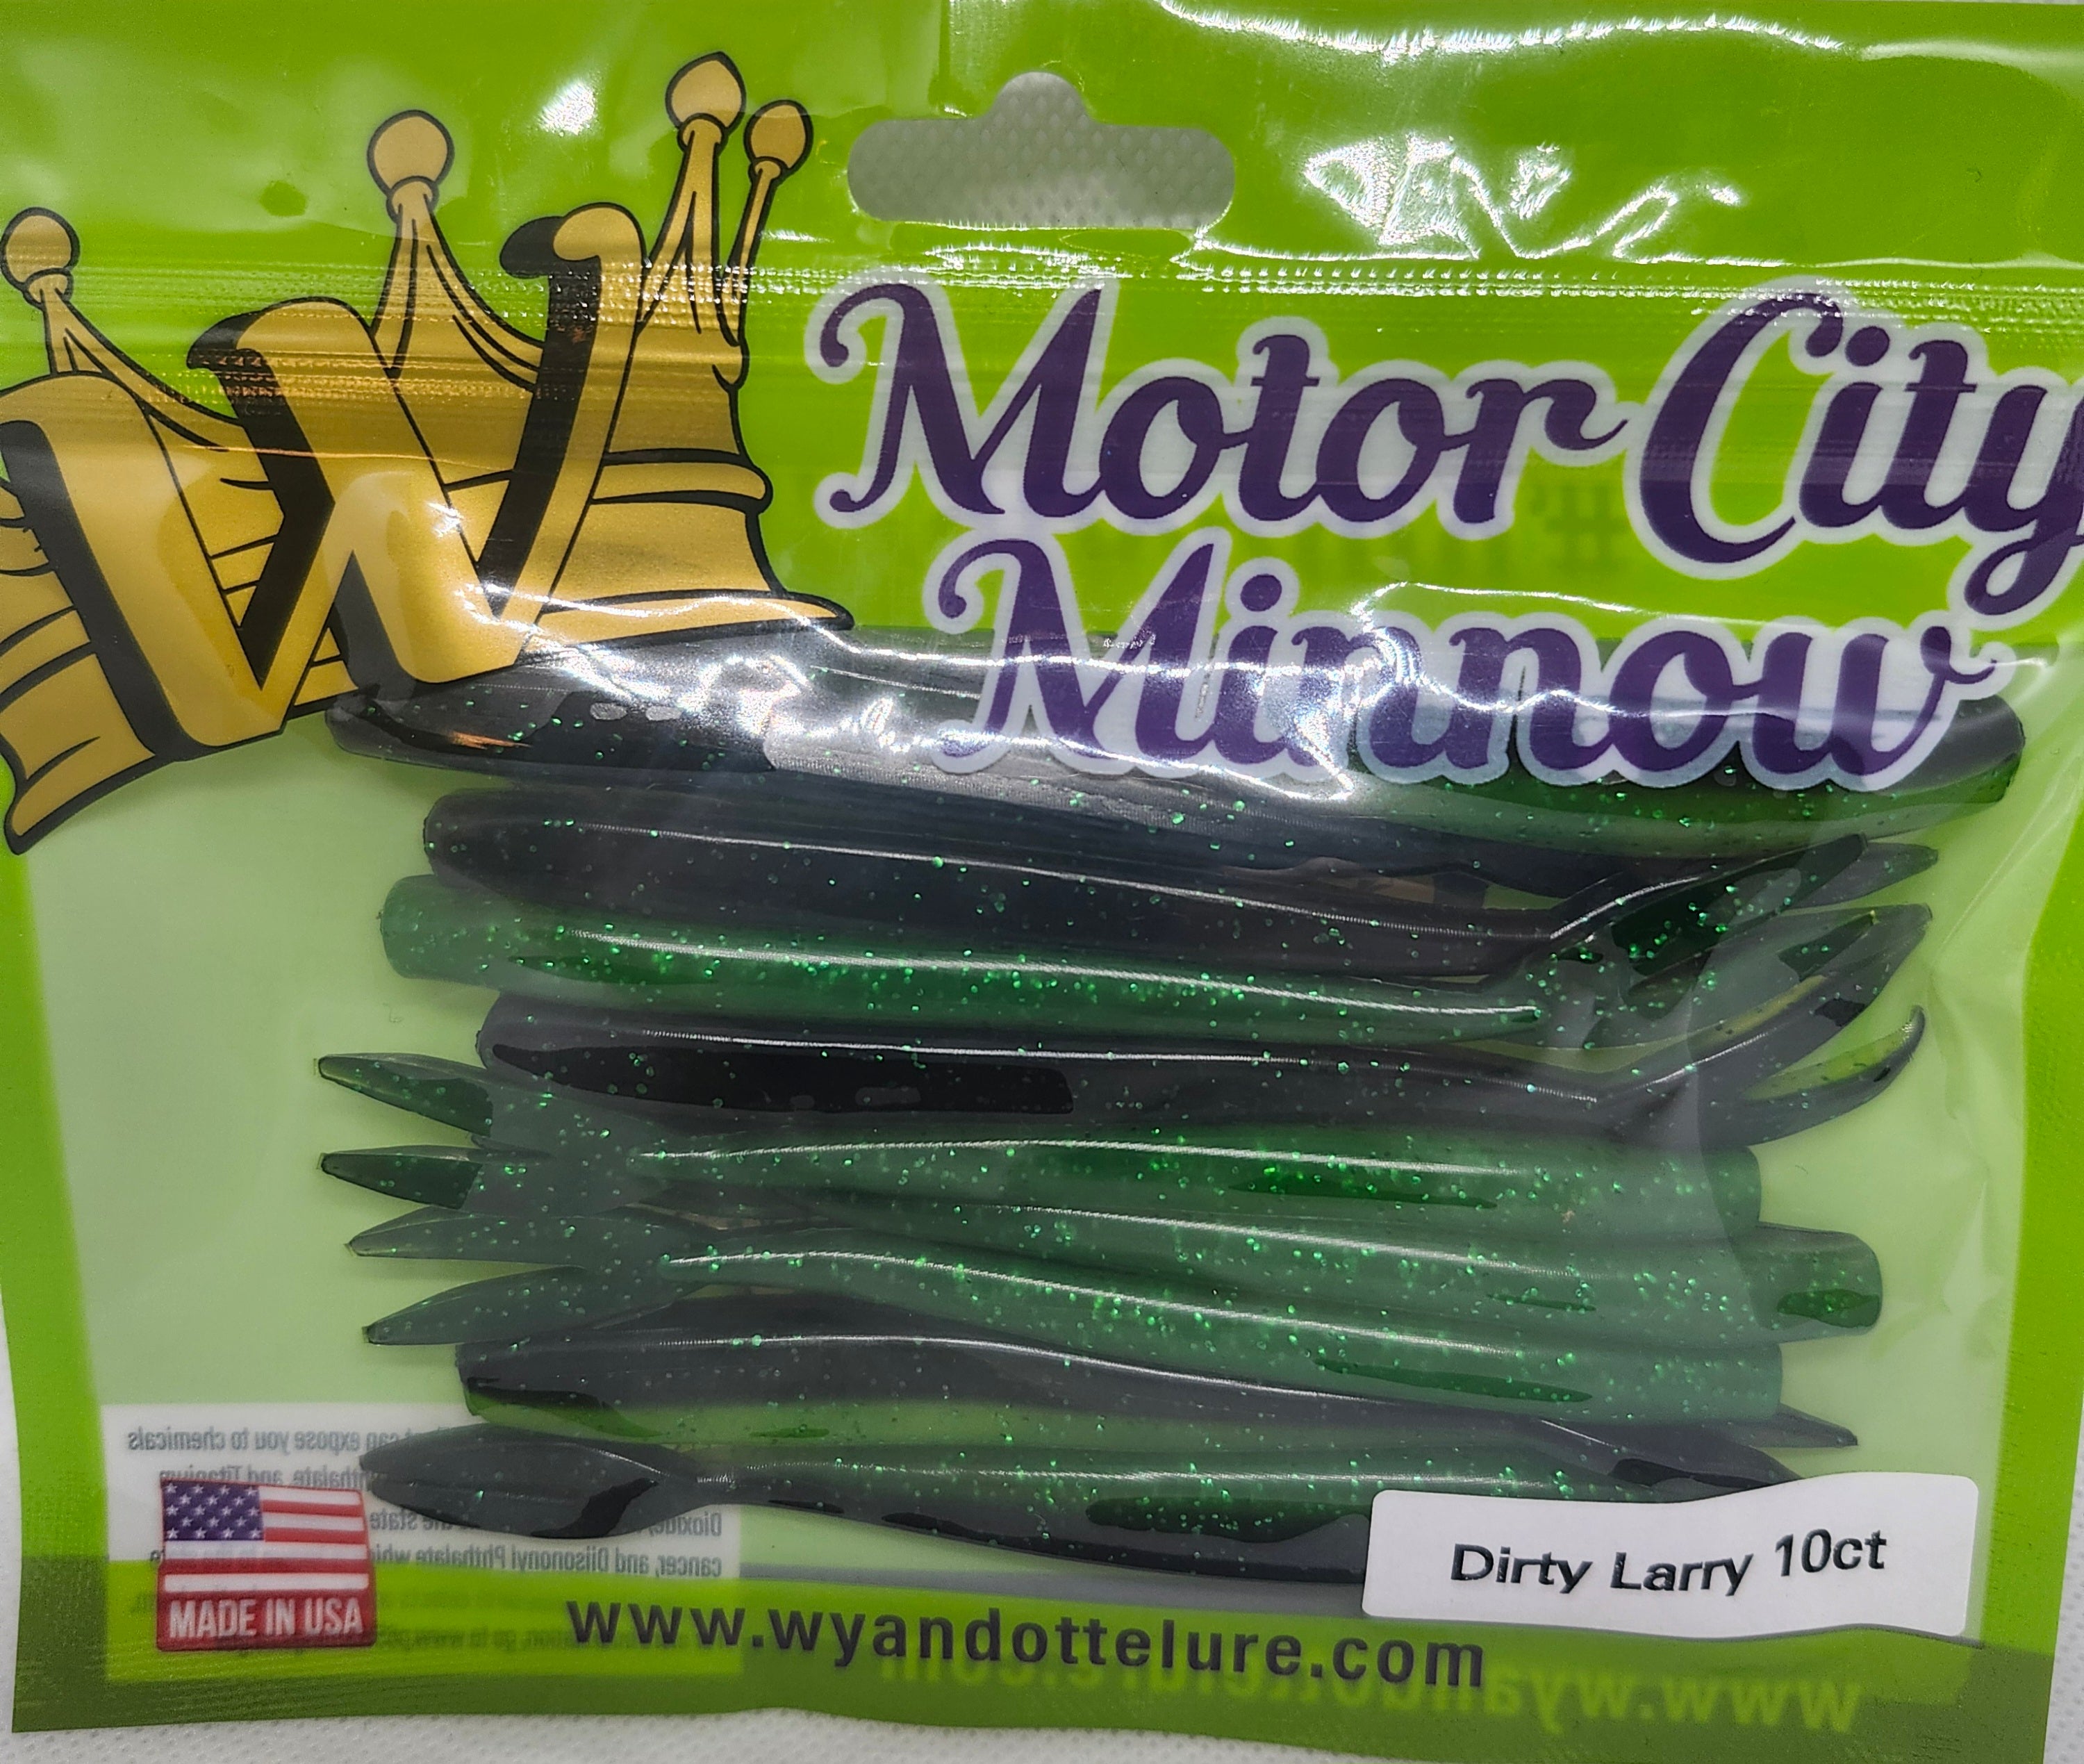 W
Motor City
Minnow
can expose you to chemicals
and Titanium
Dioxide,
state
cancer, and Diisononyl Phthalate
MADE IN USA
Dirty Larry 10ct
www.wyandottelure.com